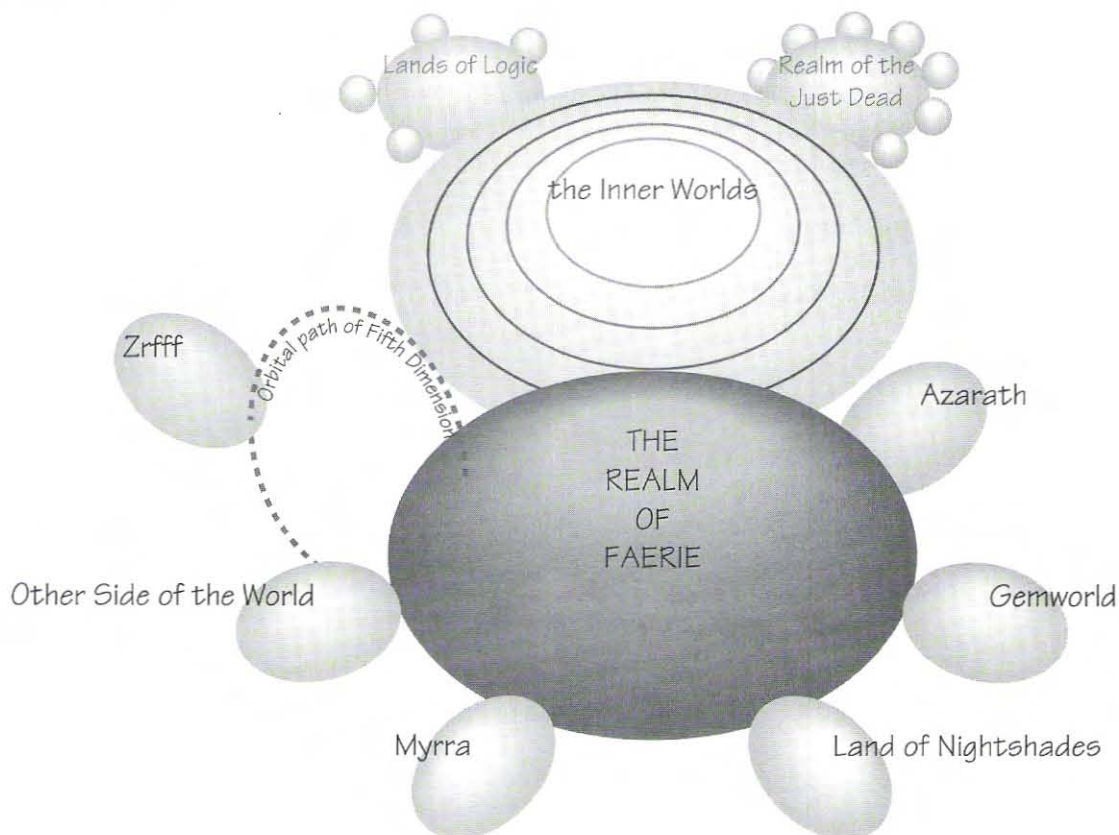 Lands of Logic
Realm of the
Just Dead
the Inner Worlds
Zrfff
Orbital path of Fifth Dimension
Azarath
THE
REALM
OF
FAERIE
Other Side of the World
Gemworld
Myrra
Land of Nightshades